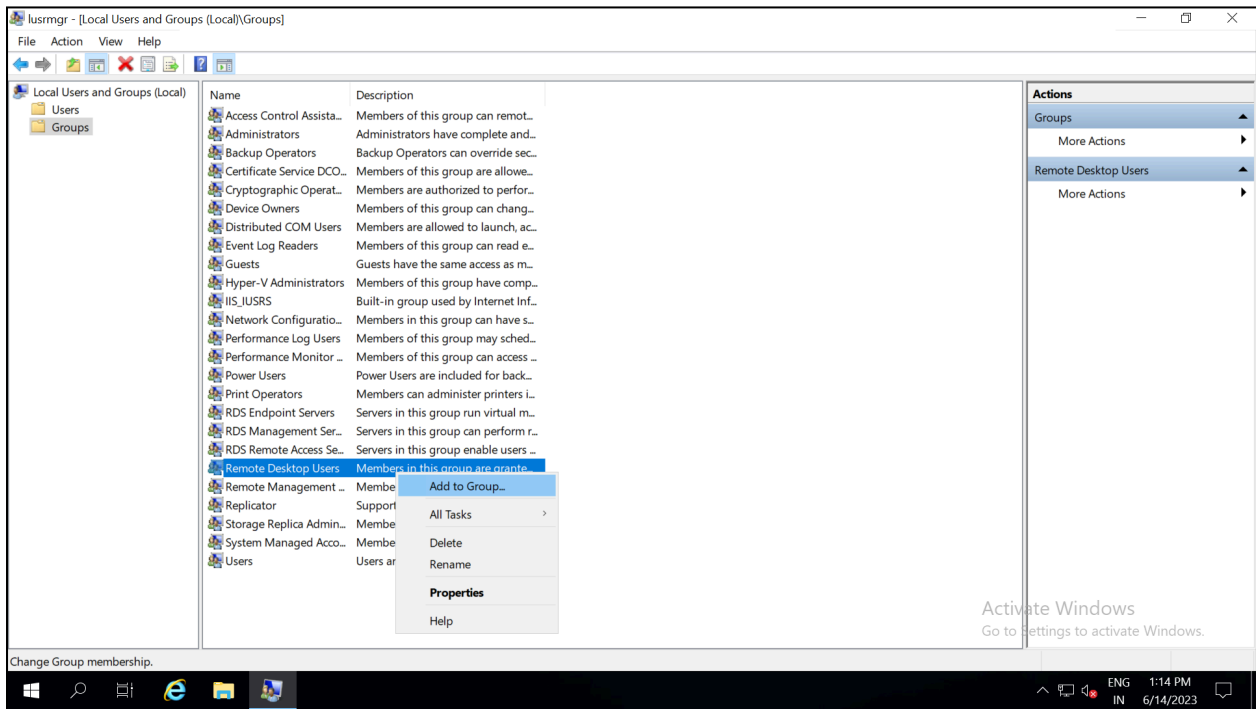 lusrmgr - [Local Users and Groups (Local)\Groups]
File Action View Help
Local Users and Groups (Local)
Users
Groups
Name Description
Access Control Assista... Members of this group can remot...
Administrators Administrators have complete and...
Backup Operators Backup Operators can override sec...
Certificate Service DCO... Members of this group are allowe...
Cryptographic Operat... Members are authorized to perfor...
Device Owners Members of this group can chang...
Distributed COM Users Members are allowed to launch, ac...
Event Log Readers Members of this group can read e...
Guests Guests have the same access as m...
Hyper-V Administrators Members of this group have comp...
IIS_IUSRS Built-in group used by Internet Inf...
Network Configuratio... Members in this group can have s...
Performance Log Users Members of this group may sched...
Performance Monitor ... Members of this group can access ...
Power Users Power Users are included for back...
Print Operators Members can administer printers i...
RDS Endpoint Servers Servers in this group run virtual m...
RDS Management Ser... Servers in this group can perform r...
RDS Remote Access Se... Servers in this group enable users ...
Remote Desktop Users Members in this group are grante...
Remote Management ... Membe
Replicator Support
Storage Replica Admin... Membe
System Managed Acco... Membe
Users Users ar
Add to Group...
All Tasks
Delete
Rename
Properties
Help
Actions
Groups
More Actions
Remote Desktop Users
More Actions
Activate Windows
Go to Settings to activate Windows.
Change Group membership.
ENG 1:14 PM
IN 6/14/2023